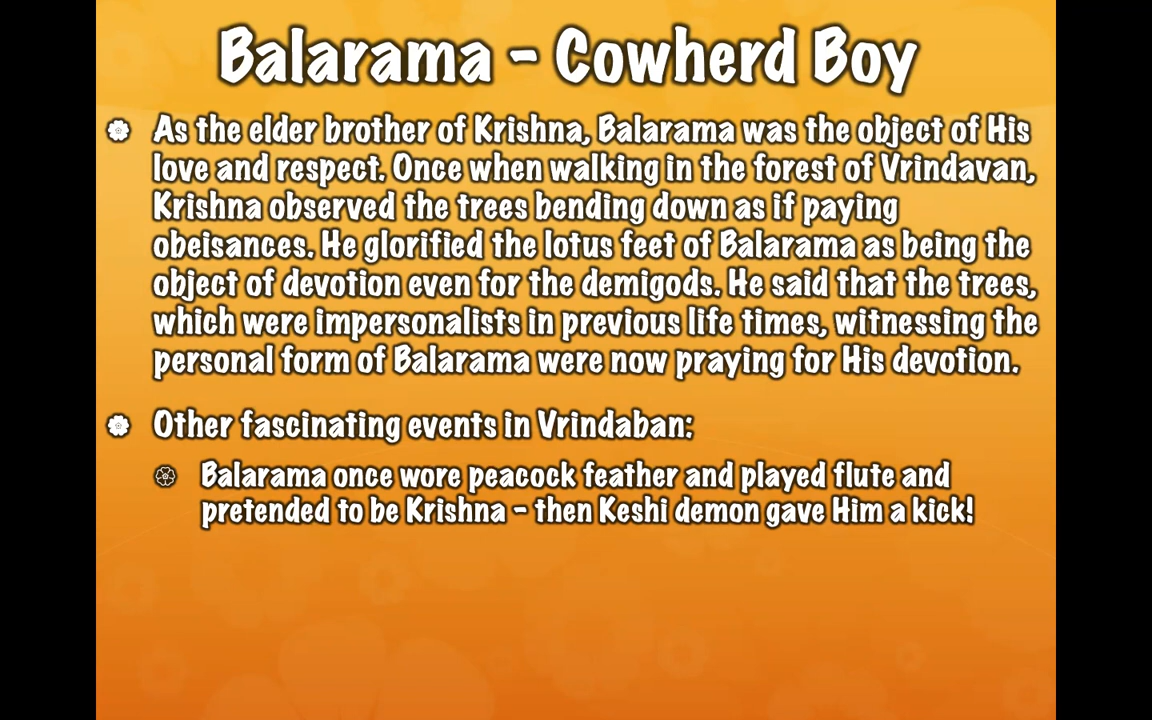 Balarama - Cowherd Boy
As the elder brother of Krishna, Balarama was the object of His
love and respect. Once when walking in the forest of Vrindavan,
Krishna observed the trees bending down as if paying
obeisances. He glorified the lotus feet of Balarama as being the
object of devotion even for the demigods. He said that the trees,
which were impersonalists in previous life times, witnessing the
personal form of Balarama were now praying for His devotion.
Other fascinating events in Vrindaban:
Balarama once wore peacock feather and played flute and
pretended to be Krishna - then Keshi demon gave Him a kick!